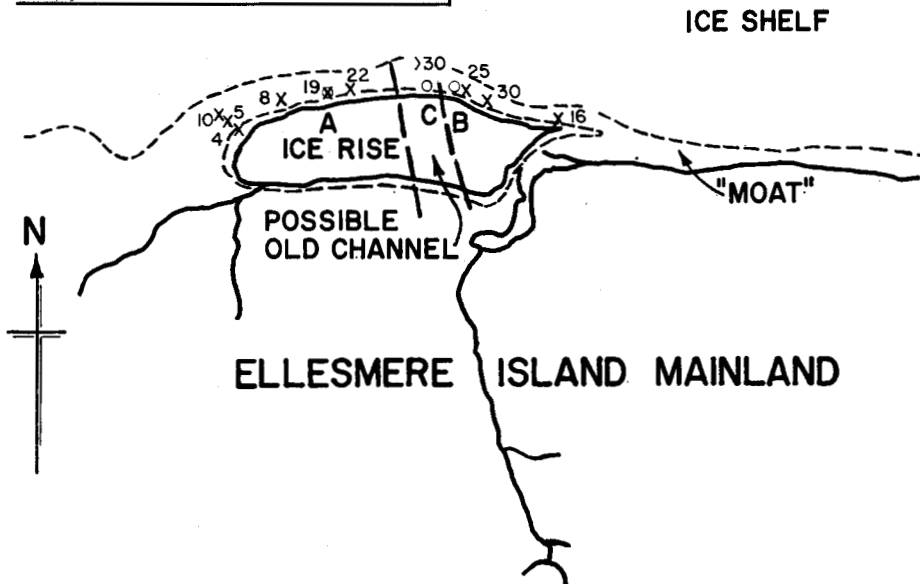 ICE SHELF
>30
25
22
19
8
30
10
5
16
4
A
C
B
ICE RISE
"MOAT"
POSSIBLE
OLD CHANNEL
N
ELLESMERE ISLAND MAINLAND